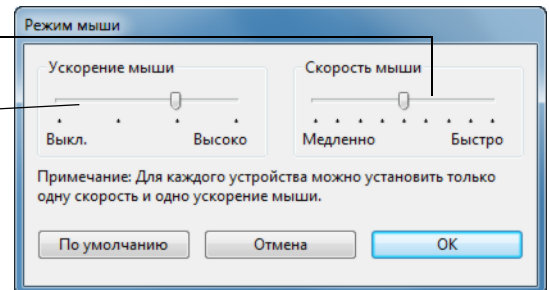 Режим мыши
Ускорение мыши
Скорость мыши
Выкл.
Высоко
Медленно
Быстро
Примечание: Для каждого устройства можно установить только
одну скорость и одно ускорение мыши.
По умолчанию
Отмена
OK